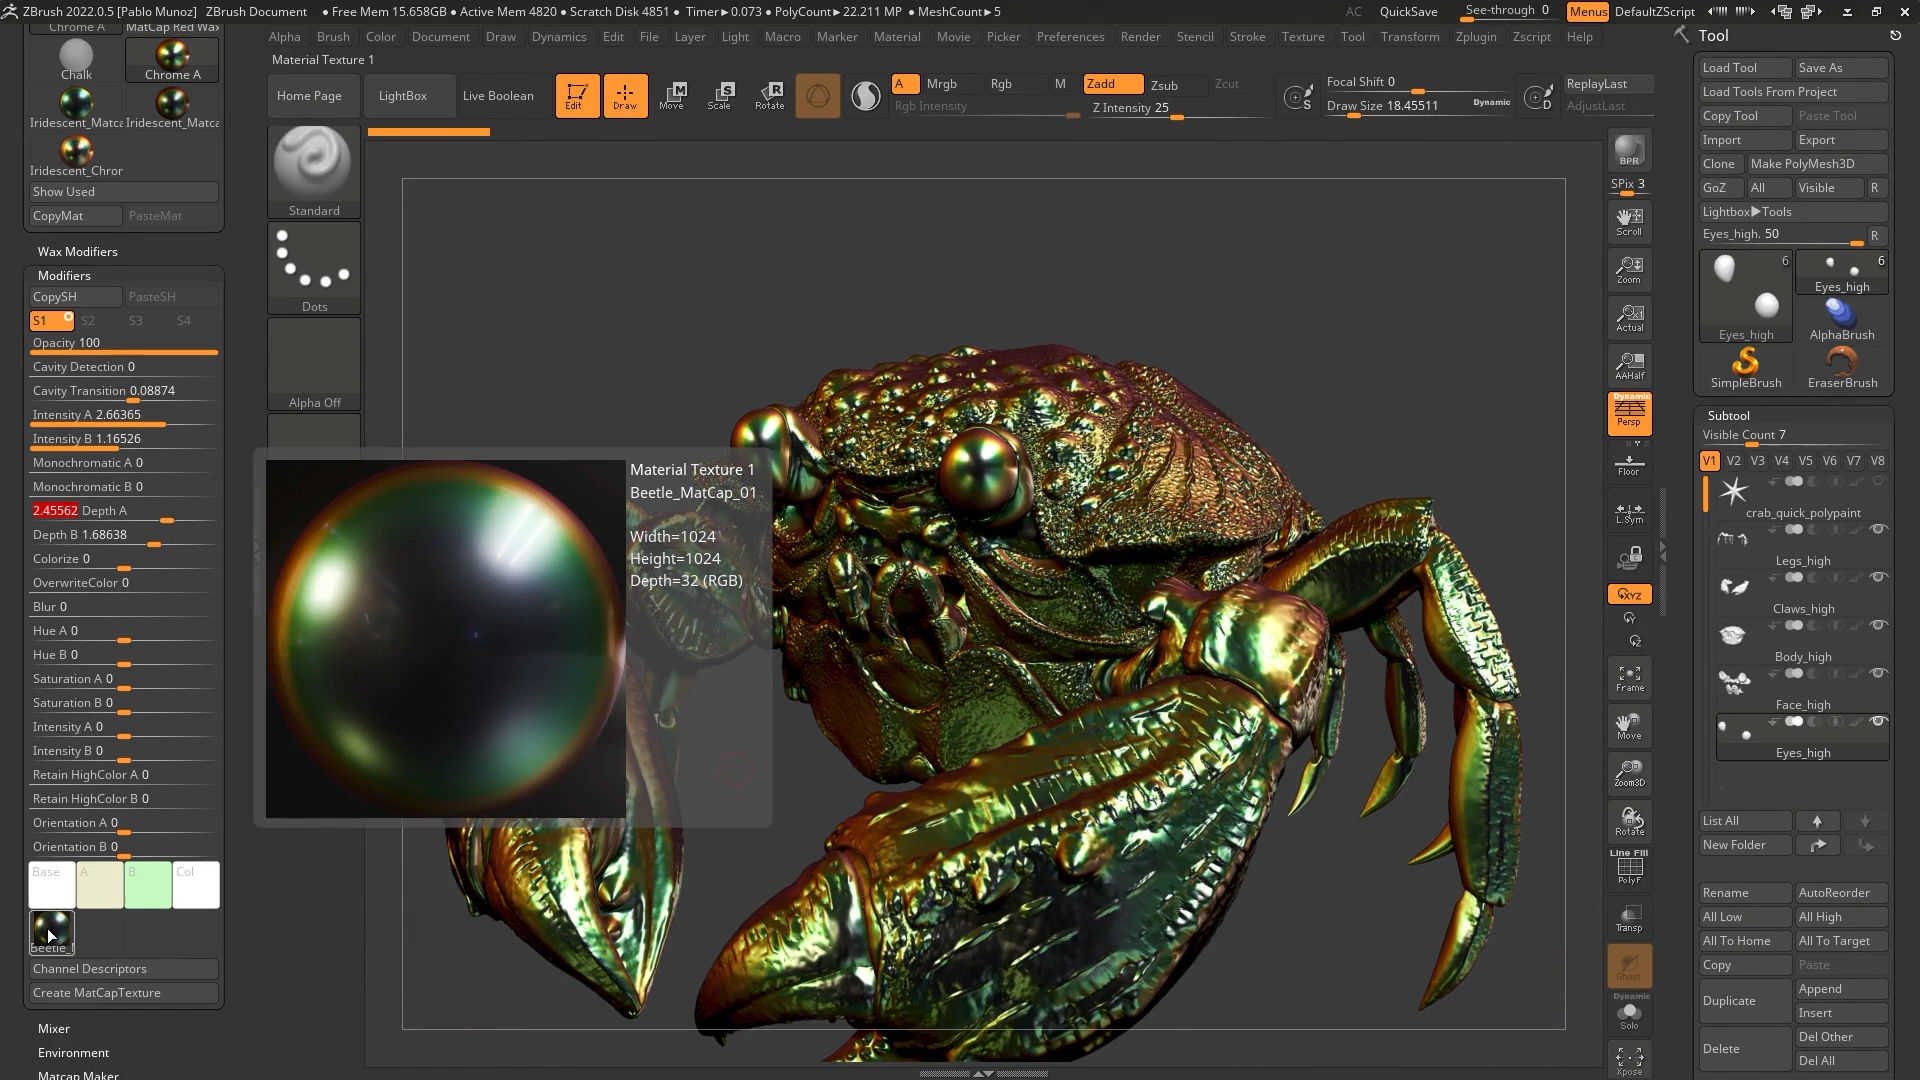 ZBrush 2022.0.5 [Pablo Munoz] ZBrush Document • Free Mem 15.658GB • Active Mem 4820 • Scratch Disk 4851 • Timer▶0.073 • PolyCount▶22.211 MP • MeshCount▶5 AC QuickSave See-through 0 Menus DefaultZScript
Alpha Brush Color Document Draw Dynamics Edit File Layer Light Macro Marker Material Movie Picker Preferences Render Stencil Stroke Texture Tool Transform Zplugin Zscript Help
Material Texture 1
Home Page LightBox Live Boolean Edit Draw Move Scale Rotate
A Mrgb Rgb M Zadd Zsub Zcut
Rgb Intensity Z Intensity 25
S Focal Shift 0
Draw Size 18.45511 Dynamic
D ReplayLast
AdjustLast
Chrome A MatCap Red Wax
Chalk Chrome A
Iridescent_Matca Iridescent_Matca
Iridescent_Chror
Show Used
CopyMat PasteMat
Wax Modifiers
Modifiers
CopySH PasteSH
S1 S2 S3 S4
Opacity 100
Cavity Detection 0
Cavity Transition 0.08874
Intensity A 2.66365
Intensity B 1.16526
Monochromatic A 0
Monochromatic B 0
2.45562 Depth A
Depth B 1.68638
Colorize 0
OverwriteColor 0
Blur 0
Hue A 0
Hue B 0
Saturation A 0
Saturation B 0
Intensity A 0
Intensity B 0
Retain HighColor A 0
Retain HighColor B 0
Orientation A 0
Orientation B 0
Base A B Col
Beetle_
Channel Descriptors
Create MatCapTexture
Mixer
Environment
Matcap Maker
Standard
Dots
Alpha Off
Material Texture 1
Beetle_MatCap_01
Width=1024
Height=1024
Depth=32 (RGB)
BPR
SPix 3
Scroll
Zoom
Actual
AAHalf
Dynamic
Persp
Floor
L.Sym
XYZ
Frame
Move
Zoom3D
Rotate
Line Fill
PolyF
Transp
Ghost
Dynamic
Solo
Xpose
Tool
Load Tool Save As
Load Tools From Project
Copy Tool Paste Tool
Import Export
Clone Make PolyMesh3D
GoZ All Visible R
Lightbox▶Tools
Eyes_high. 50 R
6 6
Eyes_high
Eyes_high AlphaBrush
SimpleBrush EraserBrush
Subtool
Visible Count 7
V1 V2 V3 V4 V5 V6 V7 V8
crab_quick_polypaint
Legs_high
Claws_high
Body_high
Face_high
Eyes_high
List All
New Folder
Rename AutoReorder
All Low All High
All To Home All To Target
Copy Paste
Duplicate Append
Insert
Delete Del Other
Del All